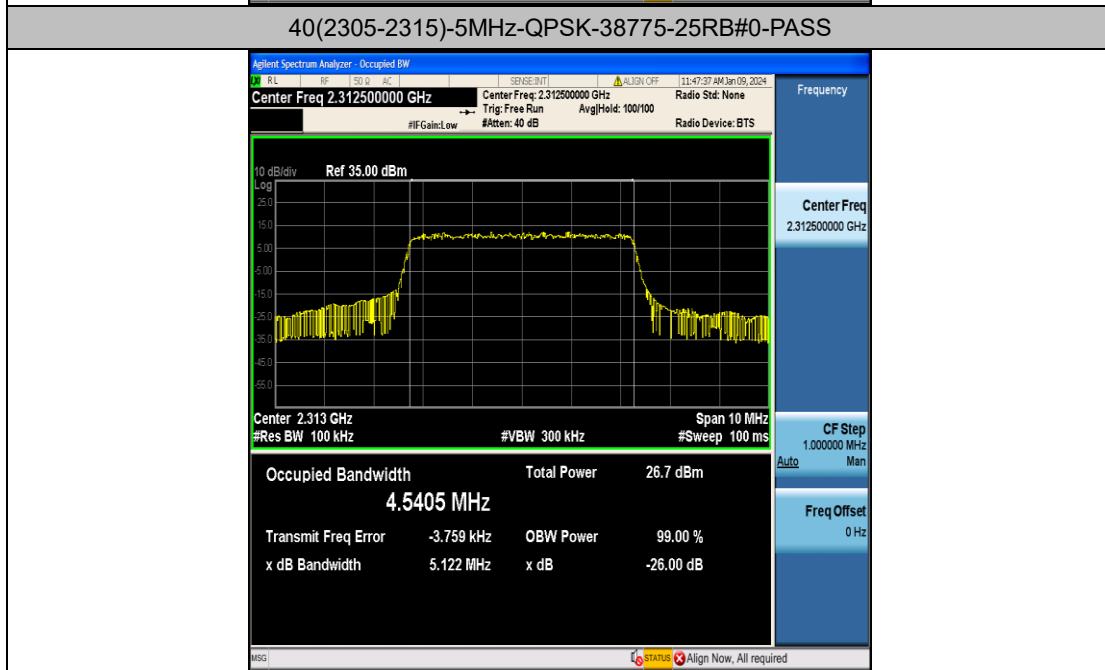 40(2305-2315)-5MHz-QPSK-38775-25RB#0-PASS
Agilent Spectrum Analyzer - Occupied BW
LXI RL RF 50 Ω AC SENSE:INT ALIGN OFF 11:47:37 AM Jan 09, 2024
Center Freq 2.312500000 GHz
Center Freq: 2.312500000 GHz Radio Std: None
Trig: Free Run Avg|Hold: 100/100
#IFGain:Low #Atten: 40 dB Radio Device: BTS
10 dB/div Ref 35.00 dBm
Log
25.0
15.0
5.00
-5.00
-15.0
-25.0
-35.0
-45.0
-55.0
Center 2.313 GHz Span 10 MHz
#Res BW 100 kHz #VBW 300 kHz #Sweep 100 ms
Occupied Bandwidth Total Power 26.7 dBm
4.5405 MHz
Transmit Freq Error -3.759 kHz OBW Power 99.00 %
x dB Bandwidth 5.122 MHz x dB -26.00 dB
Frequency
Center Freq
2.312500000 GHz
CF Step
1.000000 MHz
Auto Man
Freq Offset
0 Hz
MSG STATUS Align Now, All required